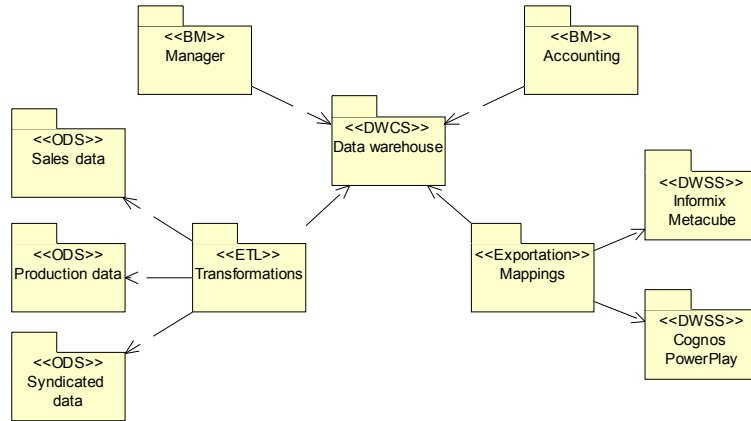 <<BM>>
Manager
<<BM>>
Accounting
<<DWCS>>
Data warehouse
<<ODS>>
Sales data
<<ODS>>
Production data
<<ODS>>
Syndicated
data
<<ETL>>
Transformations
<<Exportation>>
Mappings
<<DWSS>>
Informix
Metacube
<<DWSS>>
Cognos
PowerPlay